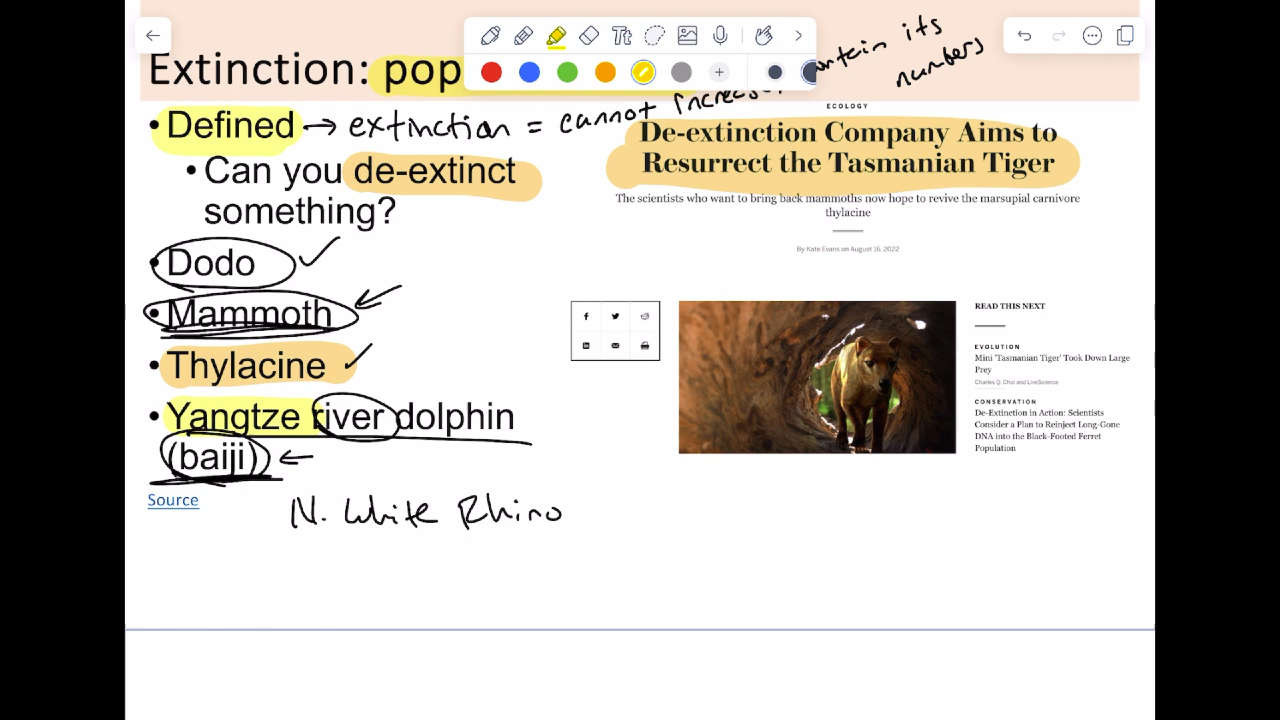 Extinction: pop
ntain its
numbers
• Defined → extinction = cannot increase
• Can you de-extinct
something?
• Dodo
• Mammoth
• Thylacine
• Yangtze river dolphin
(baiji)
Source
N. White Rhino
Tt
ECOLOGY
De-extinction Company Aims to
Resurrect the Tasmanian Tiger
The scientists who want to bring back mammoths now hope to revive the marsupial carnivore
thylacine
By Kate Evans on August 16, 2022
READ THIS NEXT
EVOLUTION
Mini 'Tasmanian Tiger' Took Down Large
Prey
Charles Q. Choi and LiveScience
CONSERVATION
De-Extinction in Action: Scientists
Consider a Plan to Reinject Long-Gone
DNA into the Black-Footed Ferret
Population